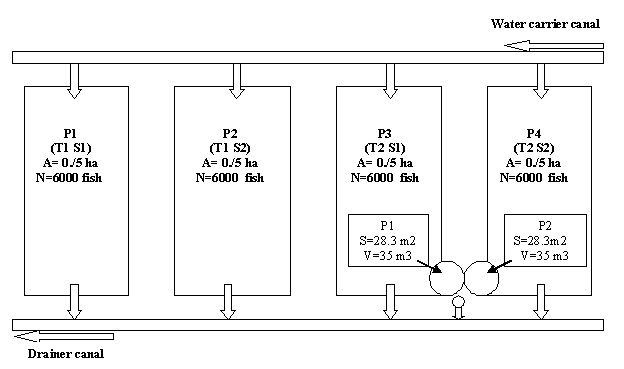 Water carrier canal
P1
(T1 S1)
A= 0./5 ha
N=6000 fish
P2
(T1 S2)
A= 0./5 ha
N=6000 fish
P3
(T2 S1)
A= 0./5 ha
N=6000 fish
P4
(T2 S2)
A= 0./5 ha
N=6000 fish
P1
S=28.3 m2
V=35 m3
P2
S=28.3m2
V=35 m3
Drainer canal